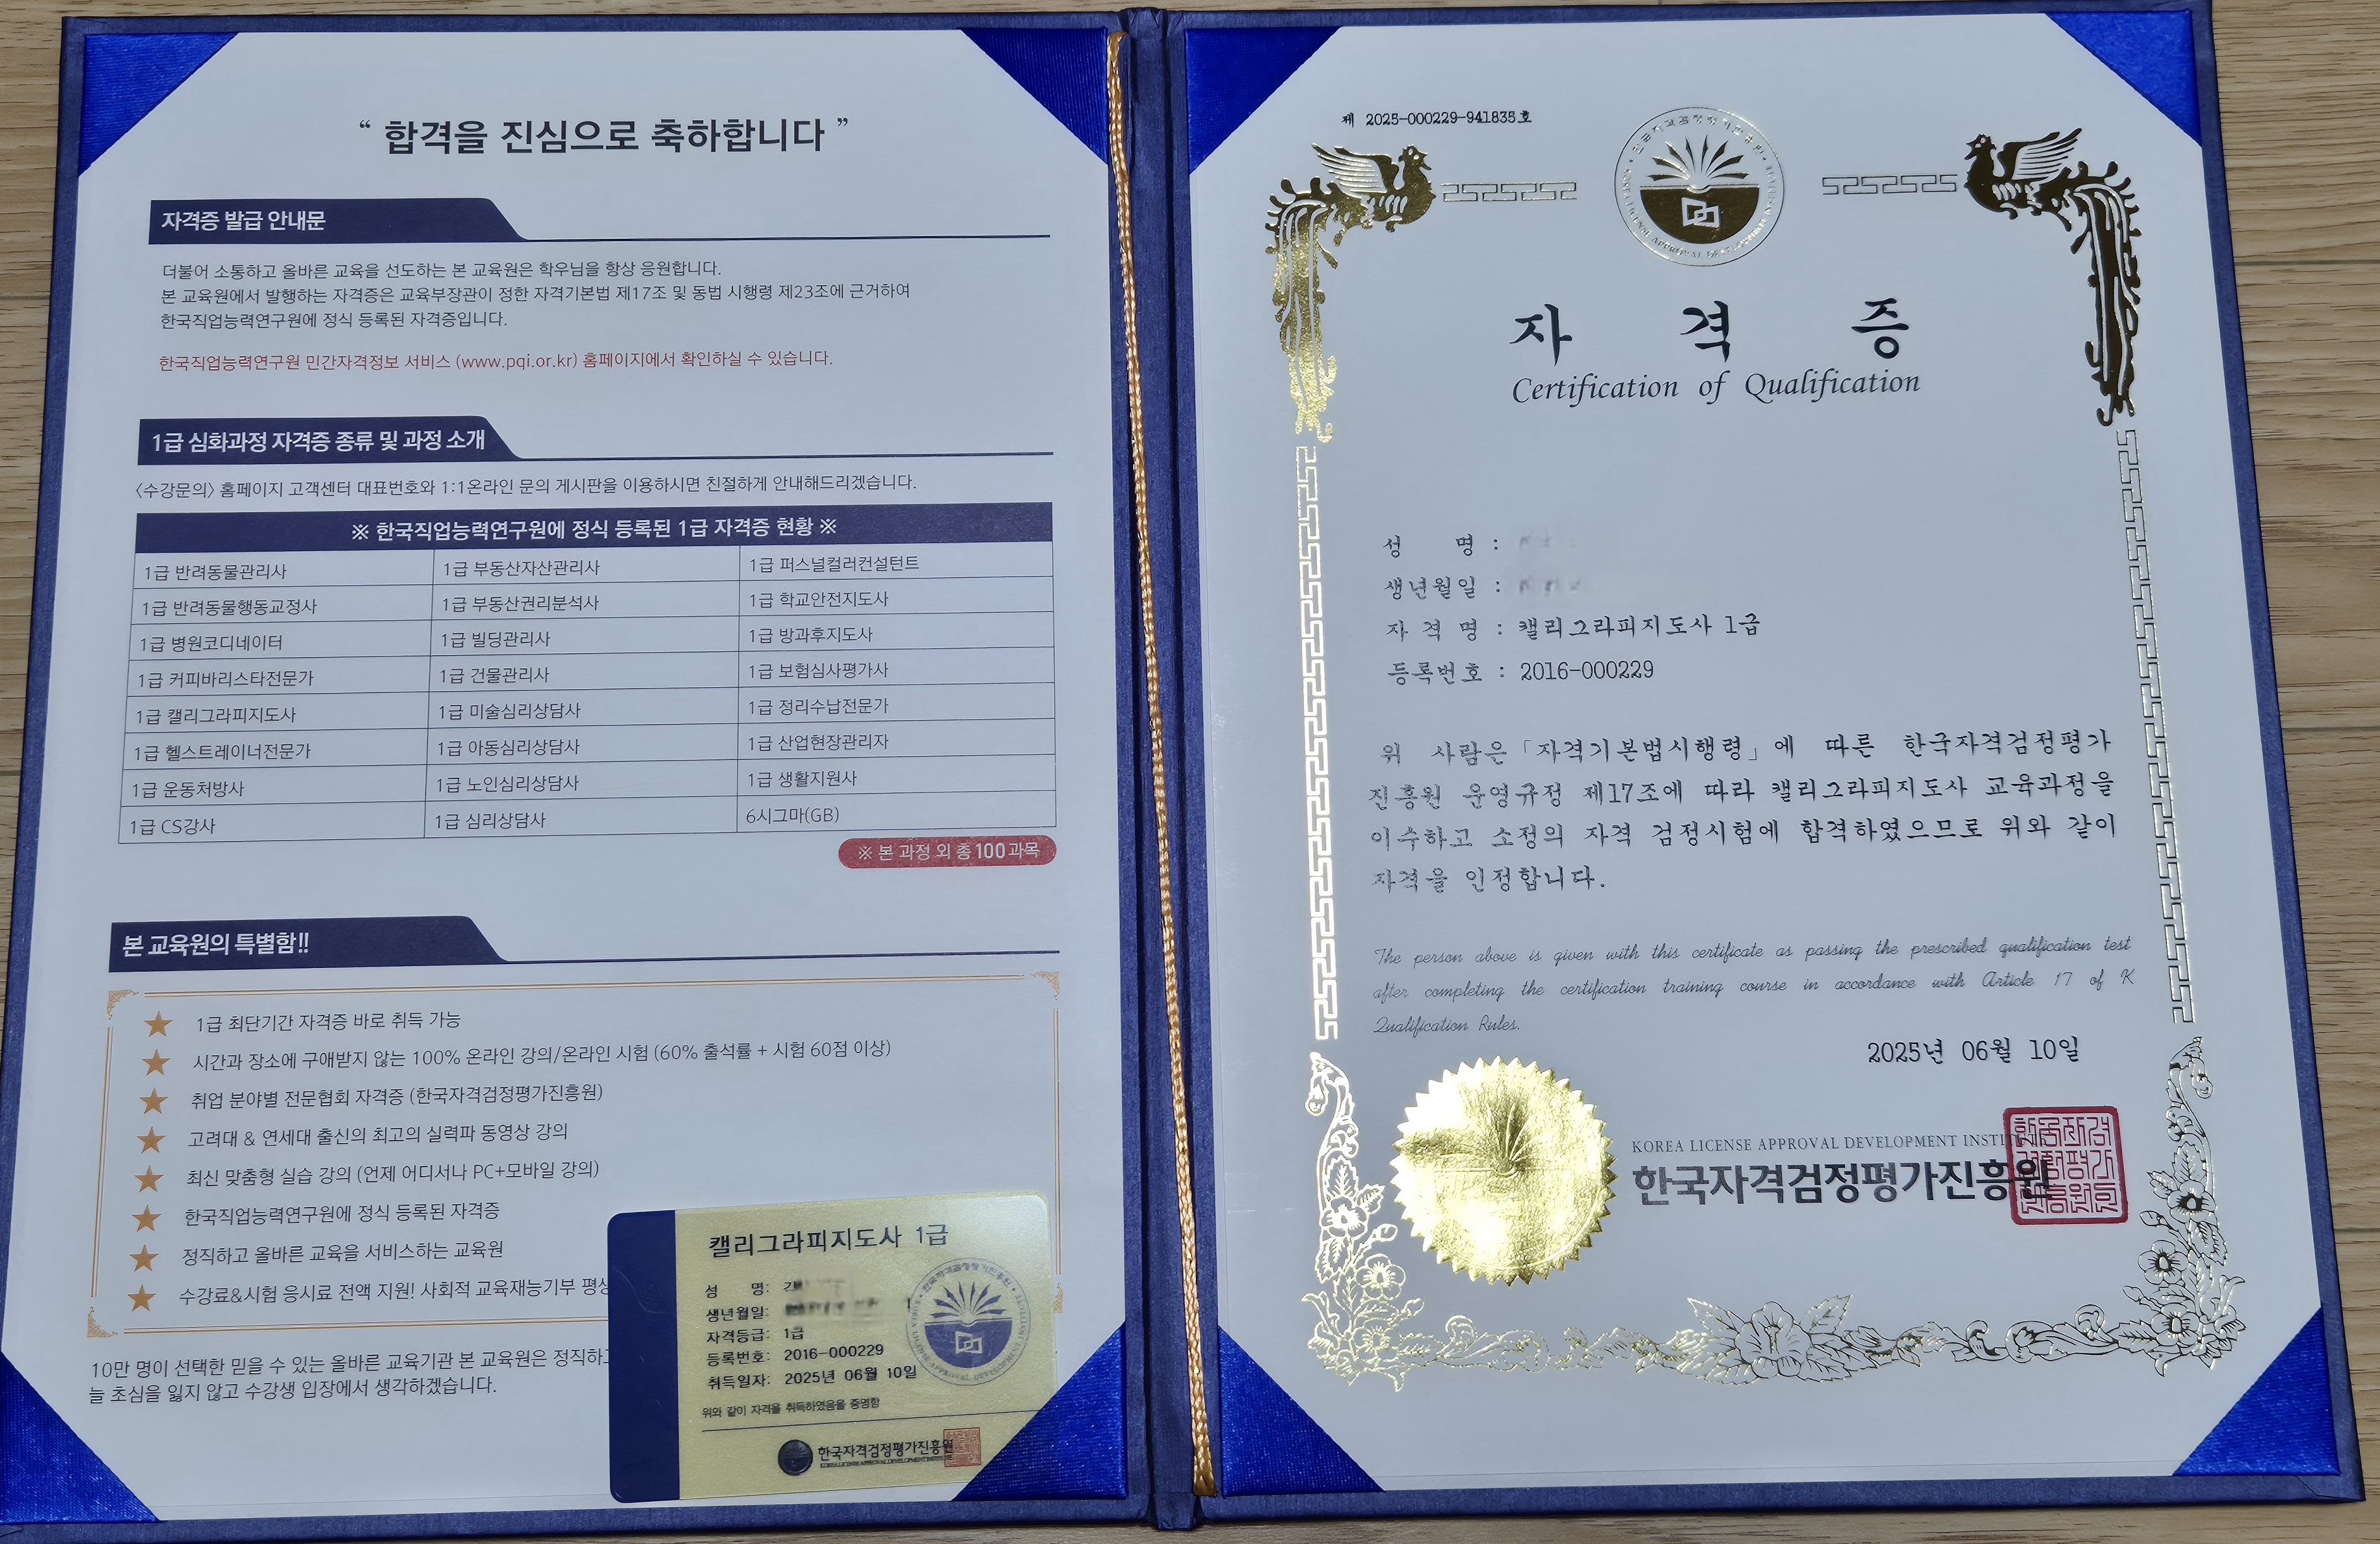 “ 합격을 진심으로 축하합니다 ”
자격증 발급 안내문
더불어 소통하고 올바른 교육을 선도하는 본 교육원은 학우님을 항상 응원합니다.
본 교육원에서 발행하는 자격증은 교육부장관이 정한 자격기본법 제17조 및 동법 시행령 제23조에 근거하여
한국직업능력연구원에 정식 등록된 자격증입니다.
한국직업능력연구원 민간자격정보 서비스 (www.pqi.or.kr) 홈페이지에서 확인하실 수 있습니다.
1급 심화과정 자격증 종류 및 과정 소개
〈수강문의〉 홈페이지 고객센터 대표번호와 1:1온라인 문의 게시판을 이용하시면 친절하게 안내해드리겠습니다.
※ 한국직업능력연구원에 정식 등록된 1급 자격증 현황 ※
1급 반려동물관리사 1급 부동산자산관리사 1급 퍼스널컬러컨설턴트
1급 반려동물행동교정사 1급 부동산권리분석사 1급 학교안전지도사
1급 병원코디네이터 1급 빌딩관리사 1급 방과후지도사
1급 커피바리스타전문가 1급 건물관리사 1급 보험심사평가사
1급 캘리그라피지도사 1급 미술심리상담사 1급 정리수납전문가
1급 헬스트레이너전문가 1급 아동심리상담사 1급 산업현장관리자
1급 운동처방사 1급 노인심리상담사 1급 생활지원사
1급 CS강사 1급 심리상담사 6시그마(GB)
※ 본 과정 외 총 100과목
본 교육원의 특별함!!
1급 최단기간 자격증 바로 취득 가능
시간과 장소에 구애받지 않는 100% 온라인 강의/온라인 시험 (60% 출석률 + 시험 60점 이상)
취업 분야별 전문협회 자격증 (한국자격검정평가진흥원)
고려대 & 연세대 출신의 최고의 실력파 동영상 강의
최신 맞춤형 실습 강의 (언제 어디서나 PC+모바일 강의)
한국직업능력연구원에 정식 등록된 자격증
정직하고 올바른 교육을 서비스하는 교육원
수강료&시험 응시료 전액 지원! 사회적 교육재능기부 평생
10만 명이 선택한 믿을 수 있는 올바른 교육기관 본 교육원은 정직하고
늘 초심을 잃지 않고 수강생 입장에서 생각하겠습니다.
캘리그라피지도사 1급
성 명:
생년월일:
자격등급: 1급
등록번호: 2016-000229
취득일자: 2025년 06월 10일
위와 같이 자격을 취득하였음을 증명함
한국자격검정평가진흥원
KOREA LICENSE APPROVAL DEVELOPMENT INSTITUTE
제 2025-000229-941835호
자 격 증
Certification of Qualification
성 명 :
생년월일 :
자 격 명 : 캘리그라피지도사 1급
등록번호 : 2016-000229
위 사람은 「자격기본법시행령」에 따른 한국자격검정평가
진흥원 운영규정 제17조에 따라 캘리그라피지도사 교육과정을
이수하고 소정의 자격 검정시험에 합격하였으므로 위와 같이
자격을 인정합니다.
The person above is given with this certificate as passing the prescribed qualification test
after completing the certification training course in accordance with Article 17 of K
Qualification Rules.
2025년 06월 10일
KOREA LICENSE APPROVAL DEVELOPMENT INSTITUTE
한국자격검정평가진흥원